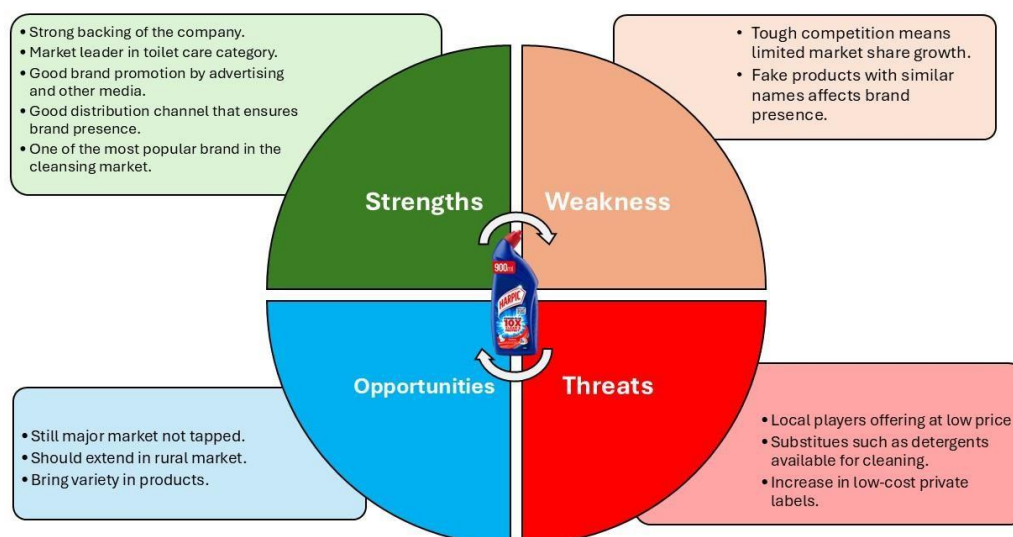 • Strong backing of the company.
• Market leader in toilet care category.
• Good brand promotion by advertising
and other media.
• Good distribution channel that ensures
brand presence.
• One of the most popular brand in the
cleansing market.
• Tough competition means
limited market share growth.
• Fake products with similar
names affects brand
presence.
Strengths
Weakness
900ml
HARPIC
10X
Opportunities
Threats
• Still major market not tapped.
• Should extend in rural market.
• Bring variety in products.
• Local players offering at low price
• Substitues such as detergents
available for cleaning.
• Increase in low-cost private
labels.